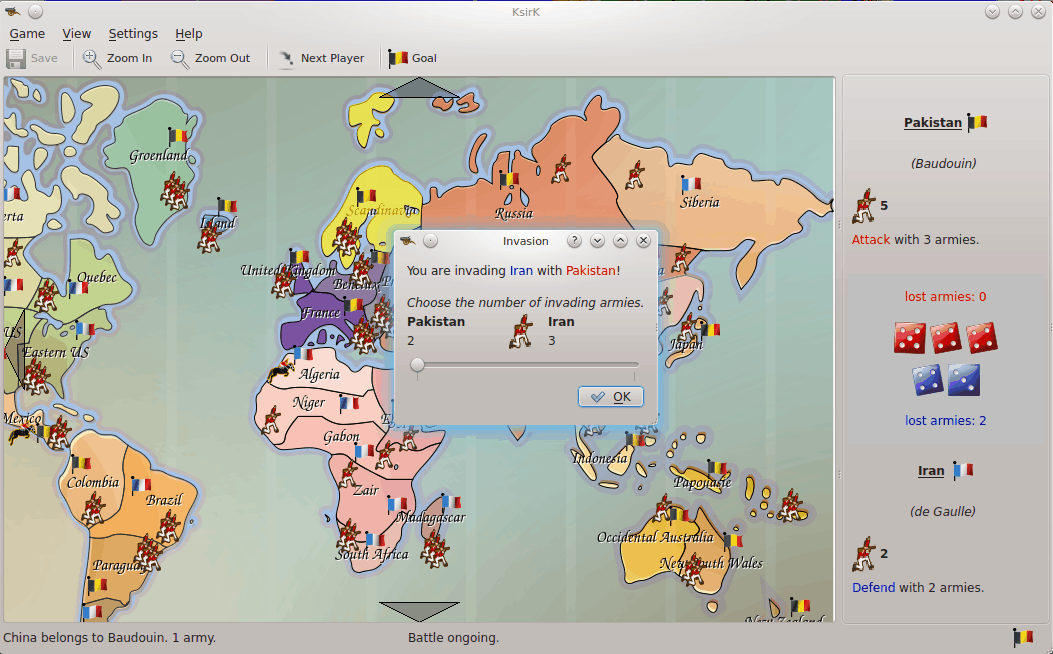 KsirK
Game View Settings Help
Save Zoom In Zoom Out Next Player Goal
Groenland
Island
Scandinavia
Russia
Siberia
erta
Quebec
United Kingdom
Benelux
France
Japan
US
Eastern US
Algeria
Niger
Gabon
Mexico
Indonesia
Colombia
Brazil
Zair
Papouasie
Madagascar
Occidental Australia
South Africa
New South Wales
Paraguay
New Zealand
Invasion
?
You are invading Iran with Pakistan!
Choose the number of invading armies.
Pakistan Iran
2 3
OK
Pakistan
(Baudouin)
5
Attack with 3 armies.
lost armies: 0
lost armies: 2
Iran
(de Gaulle)
2
Defend with 2 armies.
China belongs to Baudouin. 1 army. Battle ongoing.